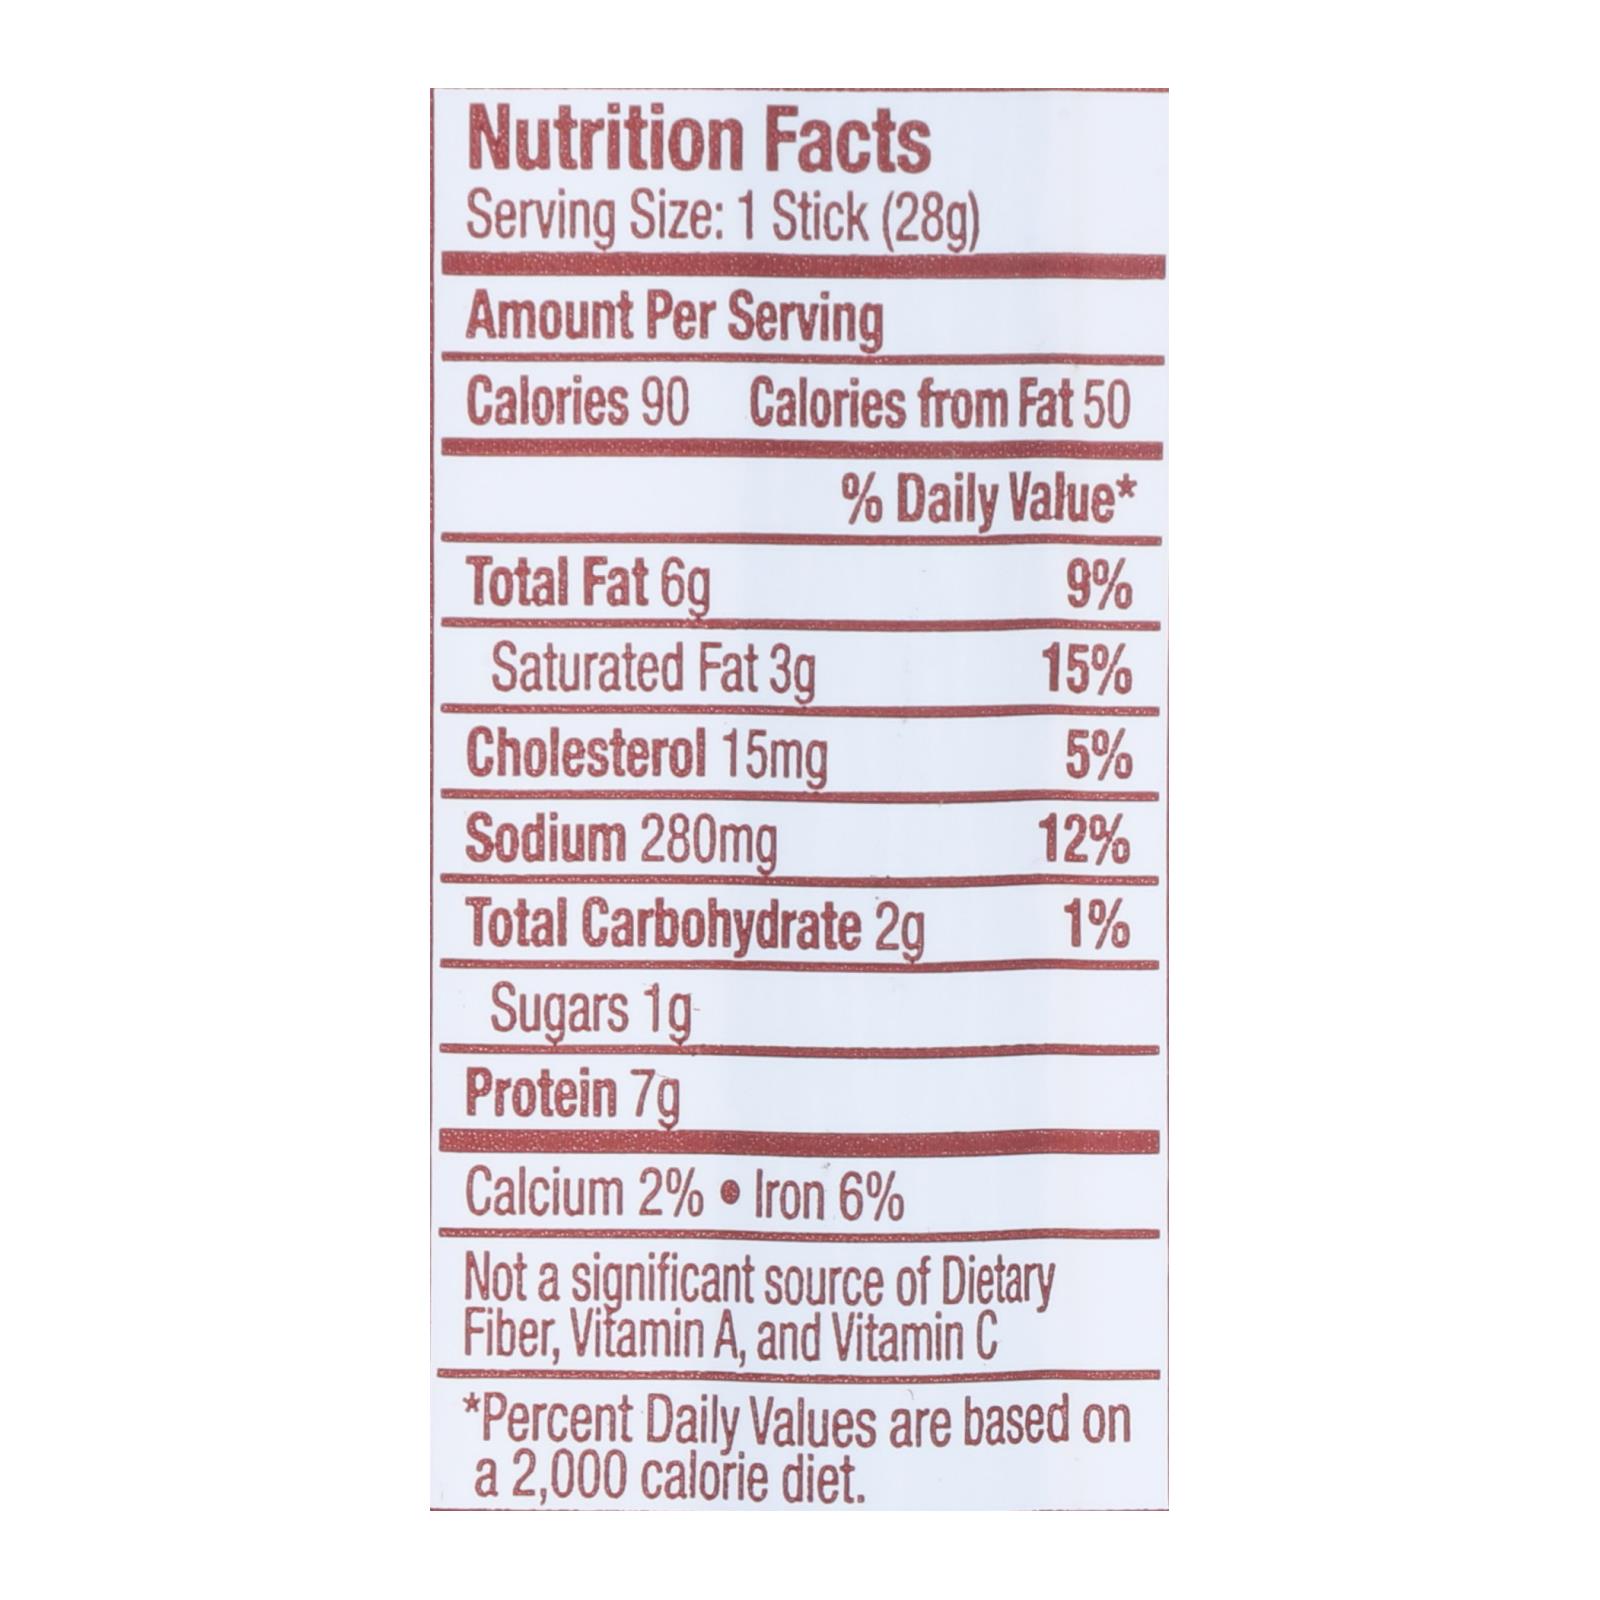 Nutrition Facts
Serving Size: 1 Stick (28g)
Amount Per Serving
Calories 90 Calories from Fat 50
% Daily Value*
Total Fat 6g 9%
Saturated Fat 3g 15%
Cholesterol 15mg 5%
Sodium 280mg 12%
Total Carbohydrate 2g 1%
Sugars 1g
Protein 7g
Calcium 2% • Iron 6%
Not a significant source of Dietary
Fiber, Vitamin A, and Vitamin C
*Percent Daily Values are based on
a 2,000 calorie diet.